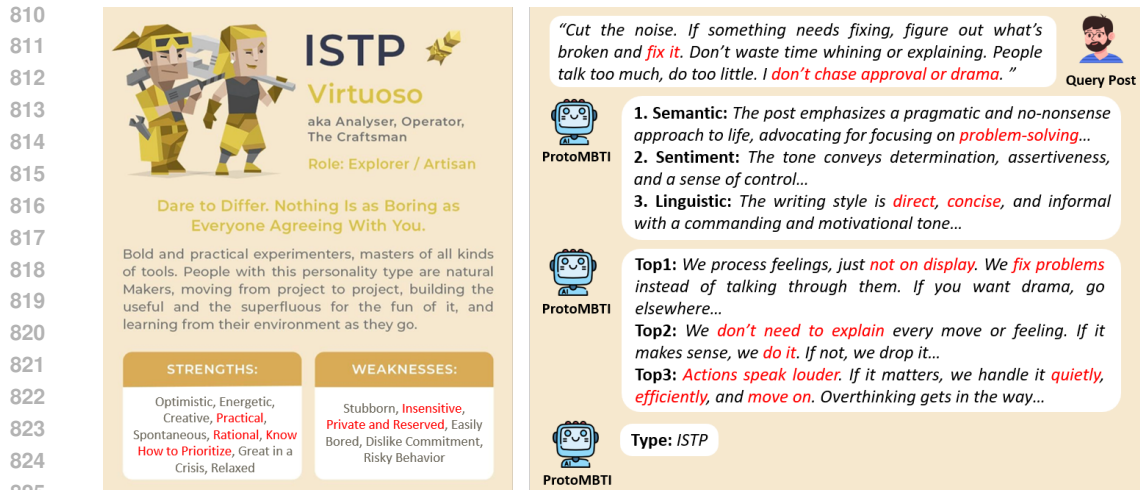 810
811
812
813
814
815
816
817
818
819
820
821
822
823
824
ISTP
Virtuoso
aka Analyser, Operator,
The Craftsman
Role: Explorer / Artisan
Dare to Differ. Nothing Is as Boring as
Everyone Agreeing With You.
Bold and practical experimenters, masters of all kinds
of tools. People with this personality type are natural
Makers, moving from project to project, building the
useful and the superfluous for the fun of it, and
learning from their environment as they go.
STRENGTHS:
Optimistic, Energetic,
Creative, Practical,
Spontaneous, Rational, Know
How to Prioritize, Great in a
Crisis, Relaxed
WEAKNESSES:
Stubborn, Insensitive,
Private and Reserved, Easily
Bored, Dislike Commitment,
Risky Behavior
“Cut the noise. If something needs fixing, figure out what’s
broken and fix it. Don’t waste time whining or explaining. People
talk too much, do too little. I don’t chase approval or drama. ”
Query Post
AI
ProtoMBTI
1. Semantic: The post emphasizes a pragmatic and no-nonsense
approach to life, advocating for focusing on problem-solving…
2. Sentiment: The tone conveys determination, assertiveness,
and a sense of control…
3. Linguistic: The writing style is direct, concise, and informal
with a commanding and motivational tone…
AI
ProtoMBTI
Top1: We process feelings, just not on display. We fix problems
instead of talking through them. If you want drama, go
elsewhere…
Top2: We don’t need to explain every move or feeling. If it
makes sense, we do it. If not, we drop it…
Top3: Actions speak louder. If it matters, we handle it quietly,
efficiently, and move on. Overthinking gets in the way…
AI
ProtoMBTI
Type: ISTP